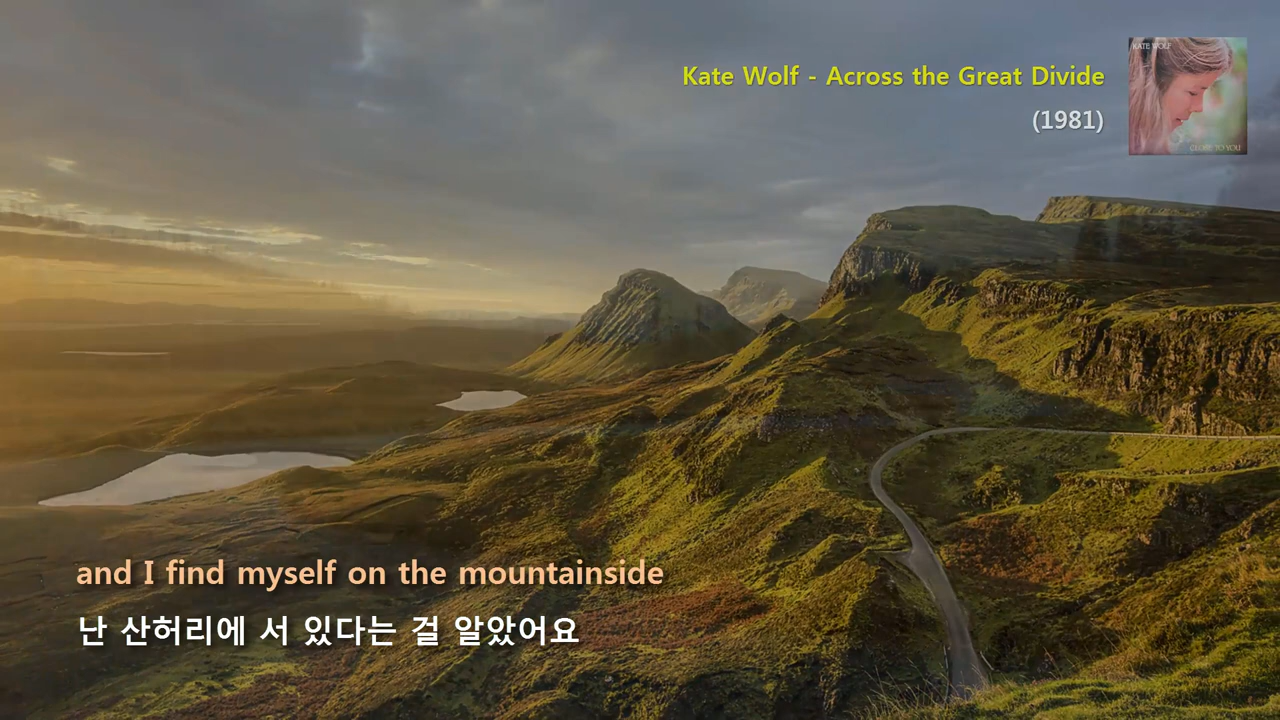 Kate Wolf - Across the Great Divide
(1981)
KATE WOLF
CLOSE TO YOU
and I find myself on the mountainside
난 산허리에 서 있다는 걸 알았어요